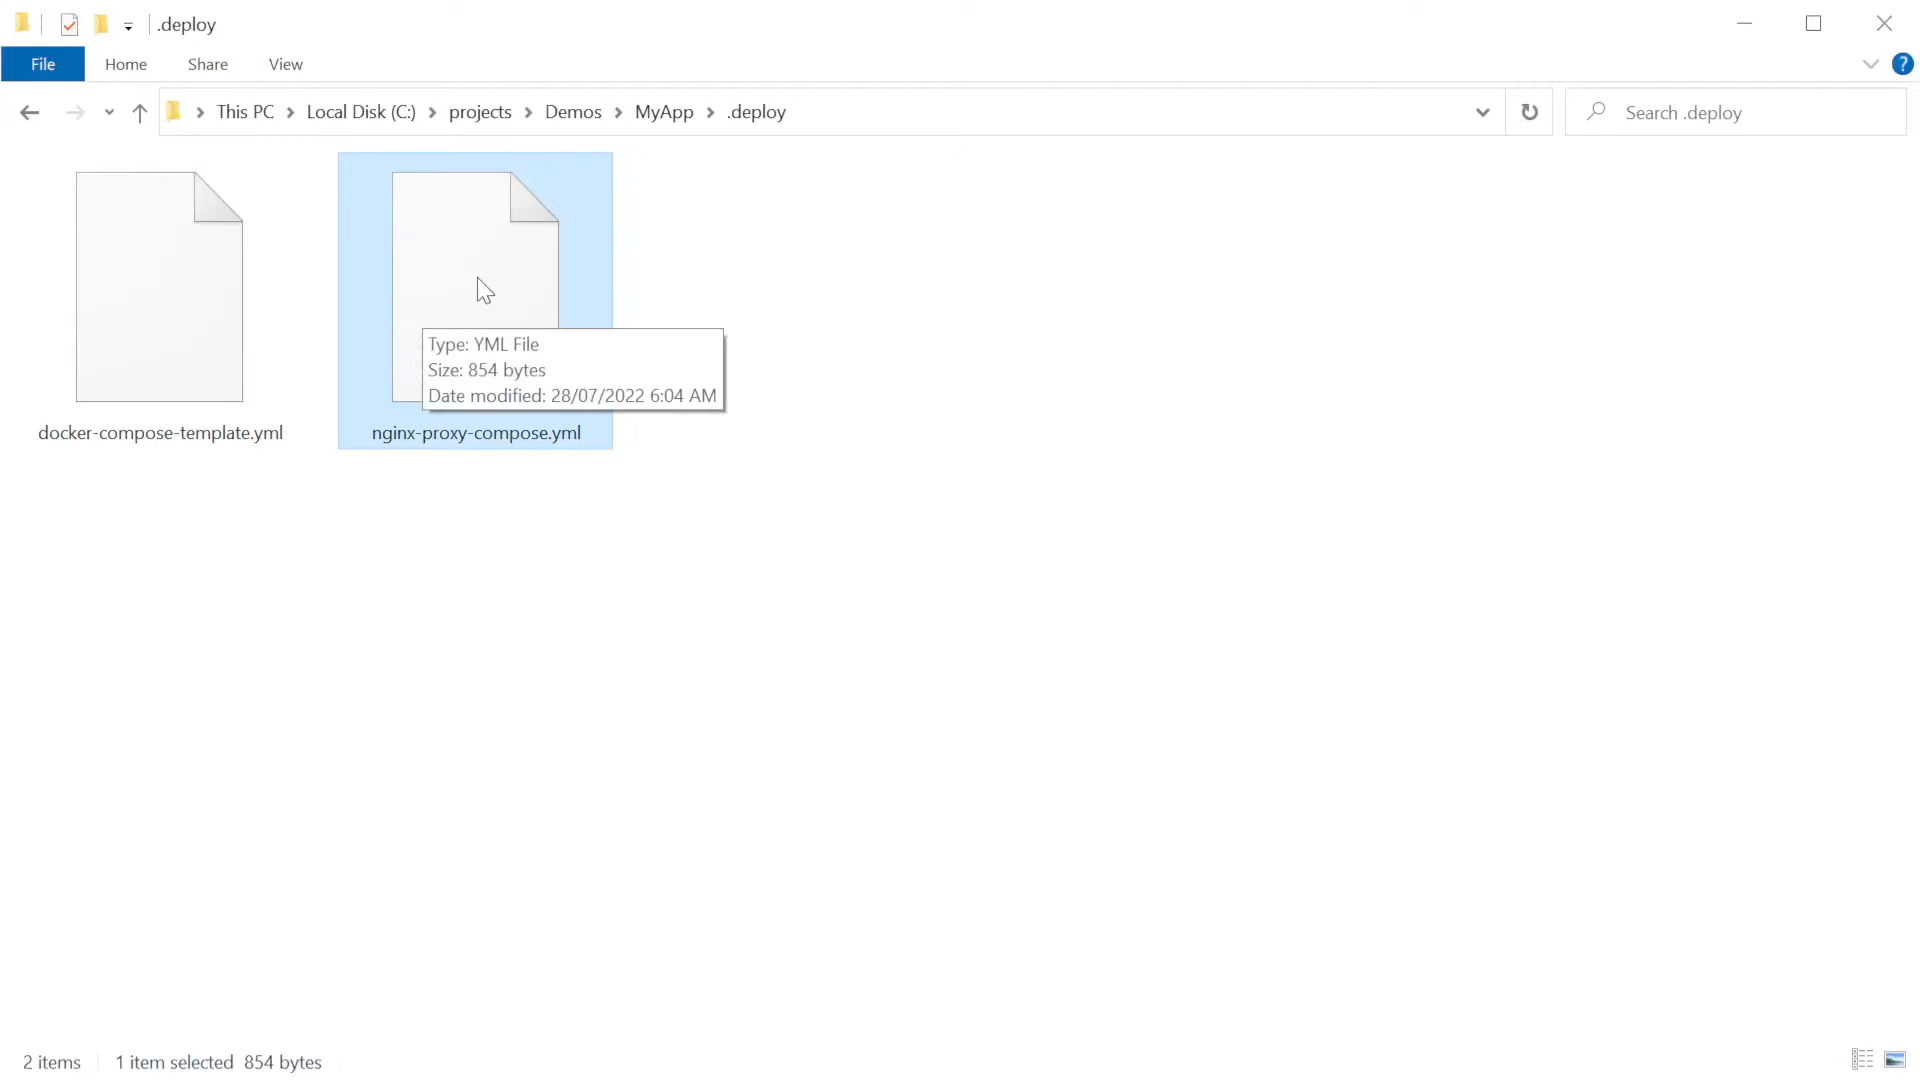 .deploy
File Home Share View
?
This PC Local Disk (C:) projects Demos MyApp .deploy
Search .deploy
Type: YML File
Size: 854 bytes
Date modified: 28/07/2022 6:04 AM
docker-compose-template.yml
nginx-proxy-compose.yml
2 items 1 item selected 854 bytes